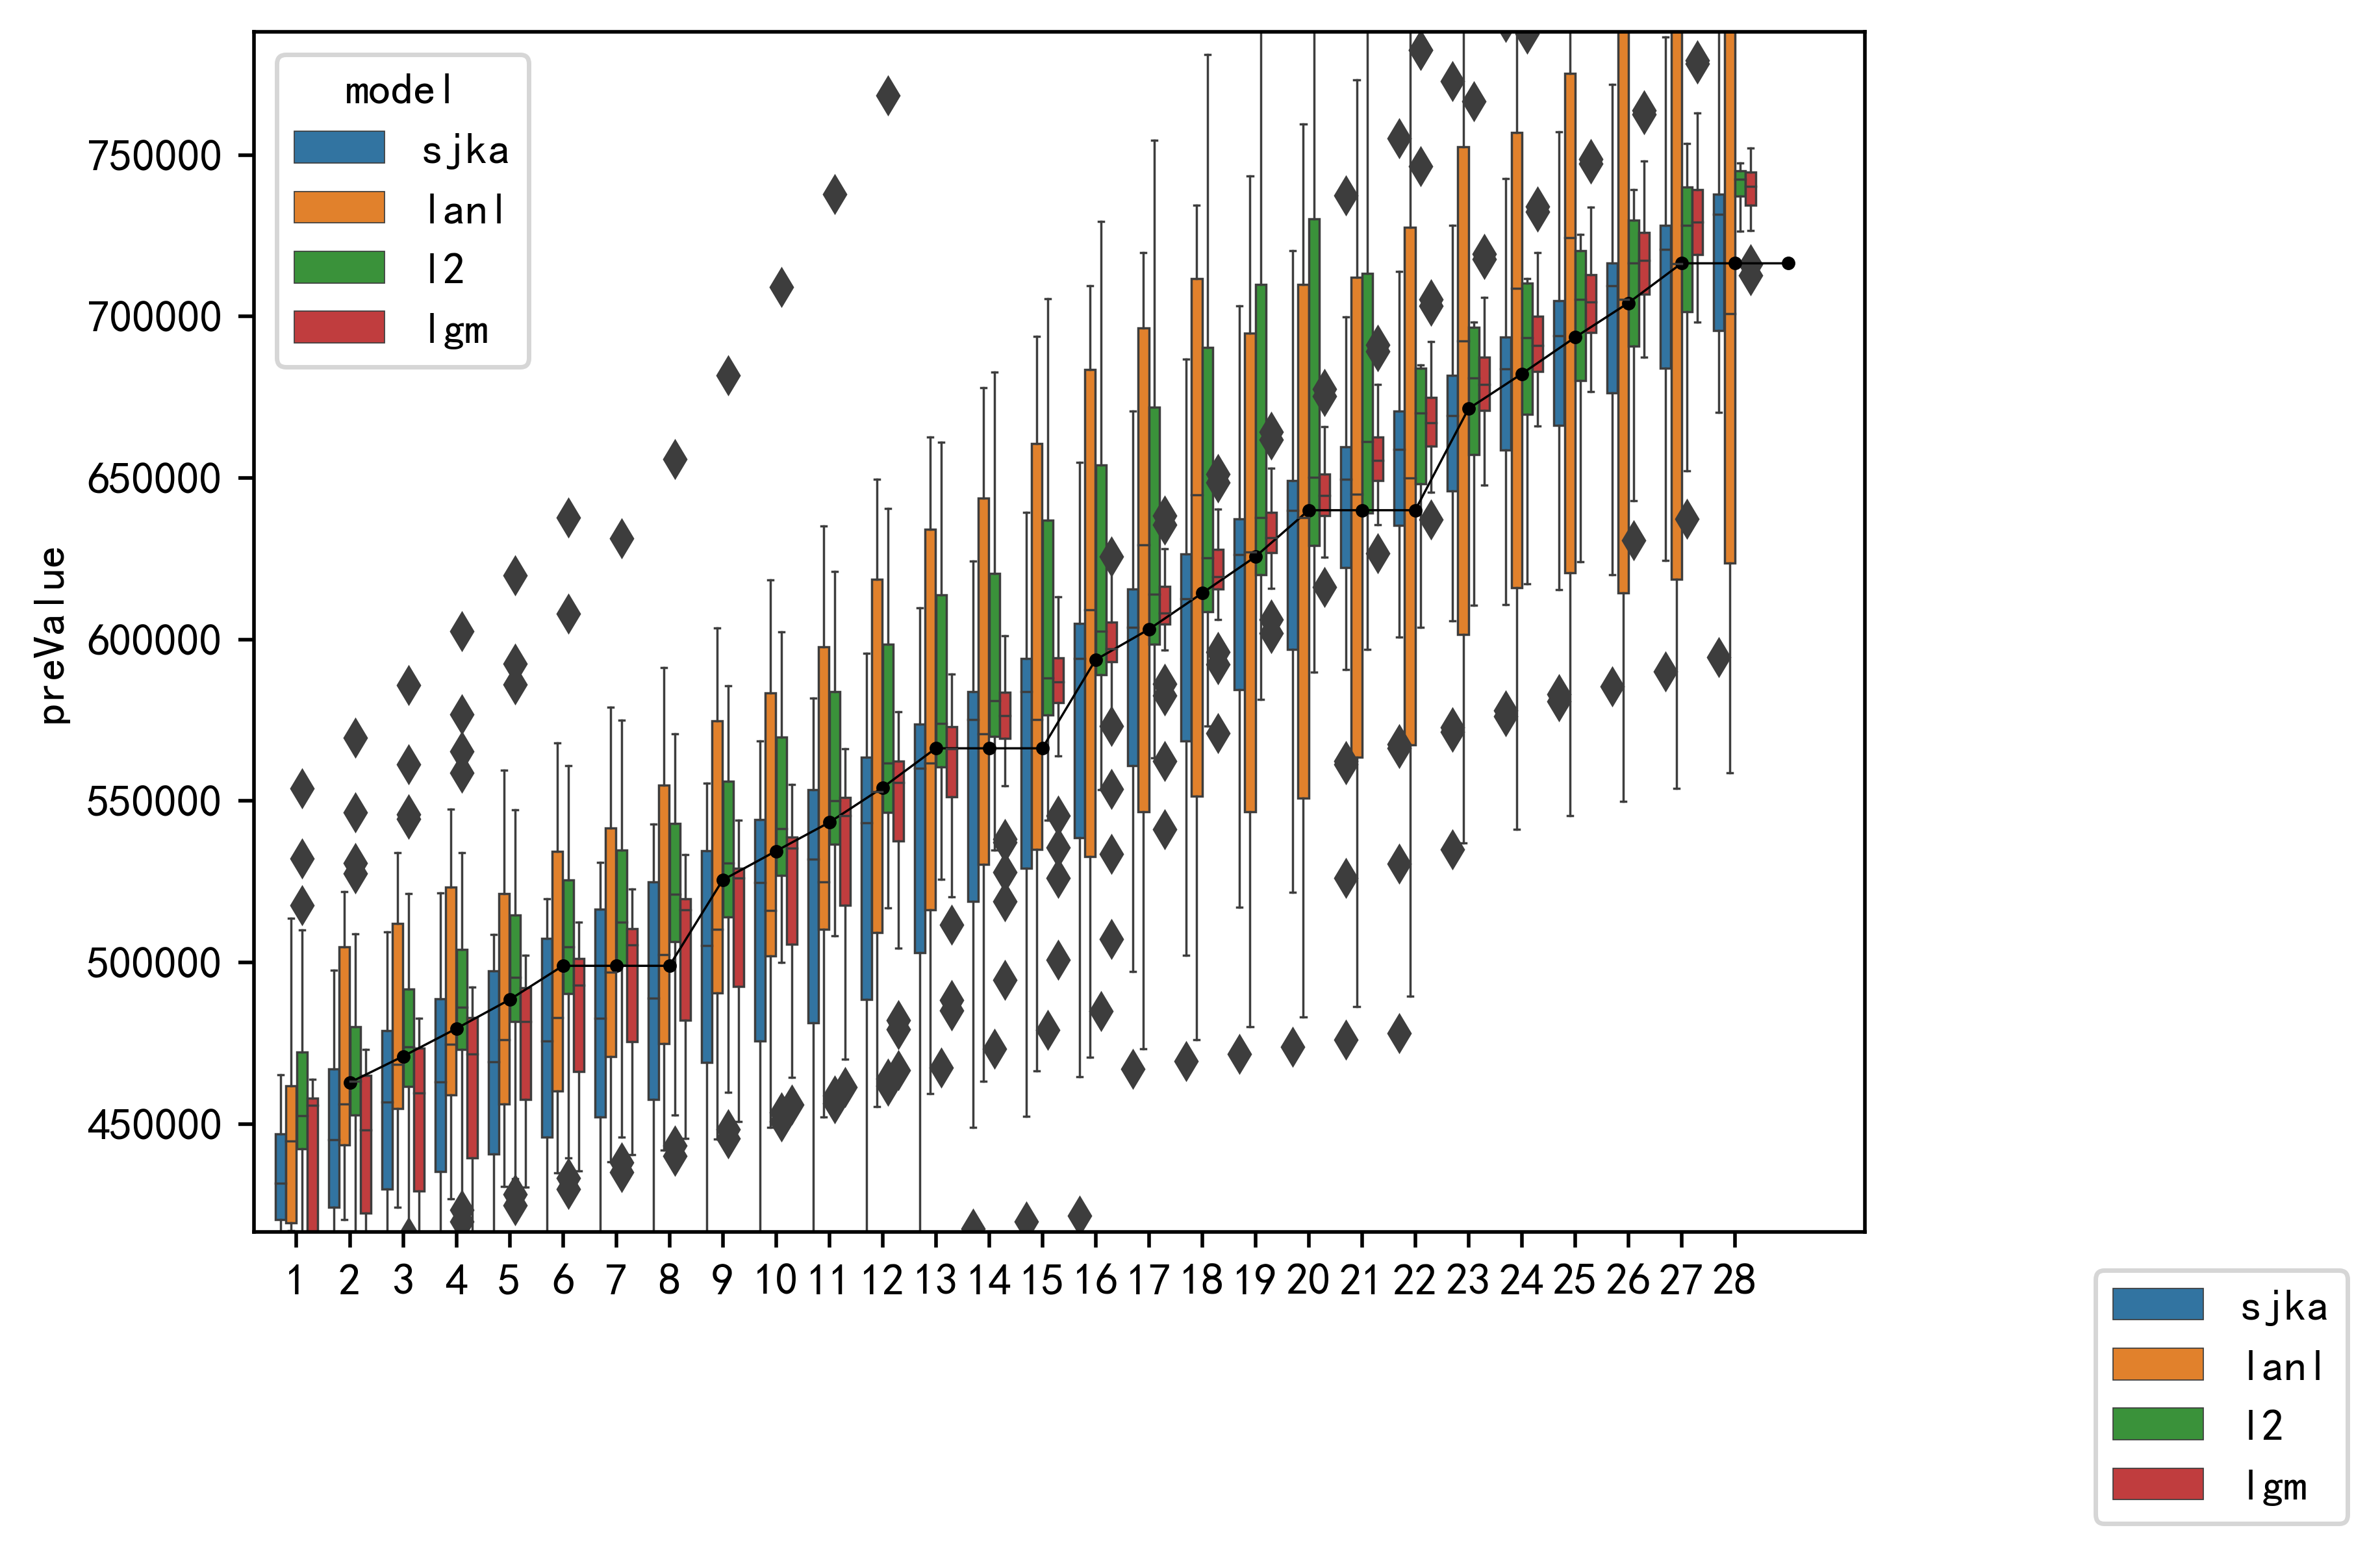 model
sjka
lanl
l2
lgm
preValue
750000
700000
650000
600000
550000
500000
450000
1 2 3 4 5 6 7 8 9 10 11 12 13 14 15 16 17 18 19 20 21 22 23 24 25 26 27 28
sjka
lanl
l2
lgm